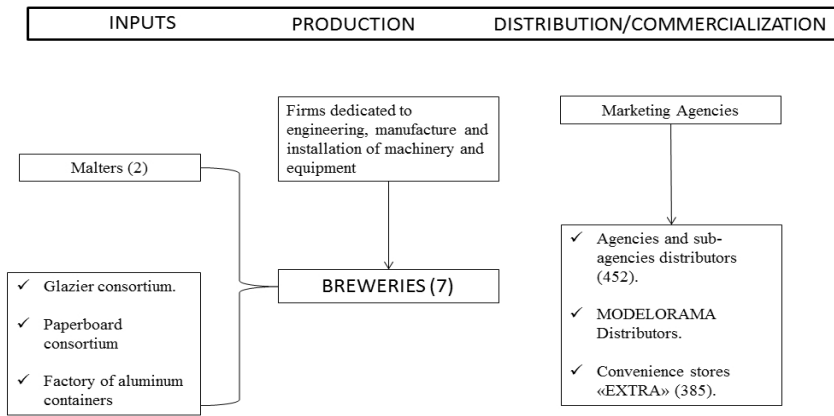 INPUTS PRODUCTION DISTRIBUTION/COMMERCIALIZATION
Firms dedicated to
engineering, manufacture and
installation of machinery and
equipment
Marketing Agencies
Malters (2)
✓ Glazier consortium.
✓ Paperboard
consortium
✓ Factory of aluminum
containers
BREWERIES (7)
✓ Agencies and sub-
agencies distributors
(452).
✓ MODELORAMA
Distributors.
✓ Convenience stores
«EXTRA» (385).